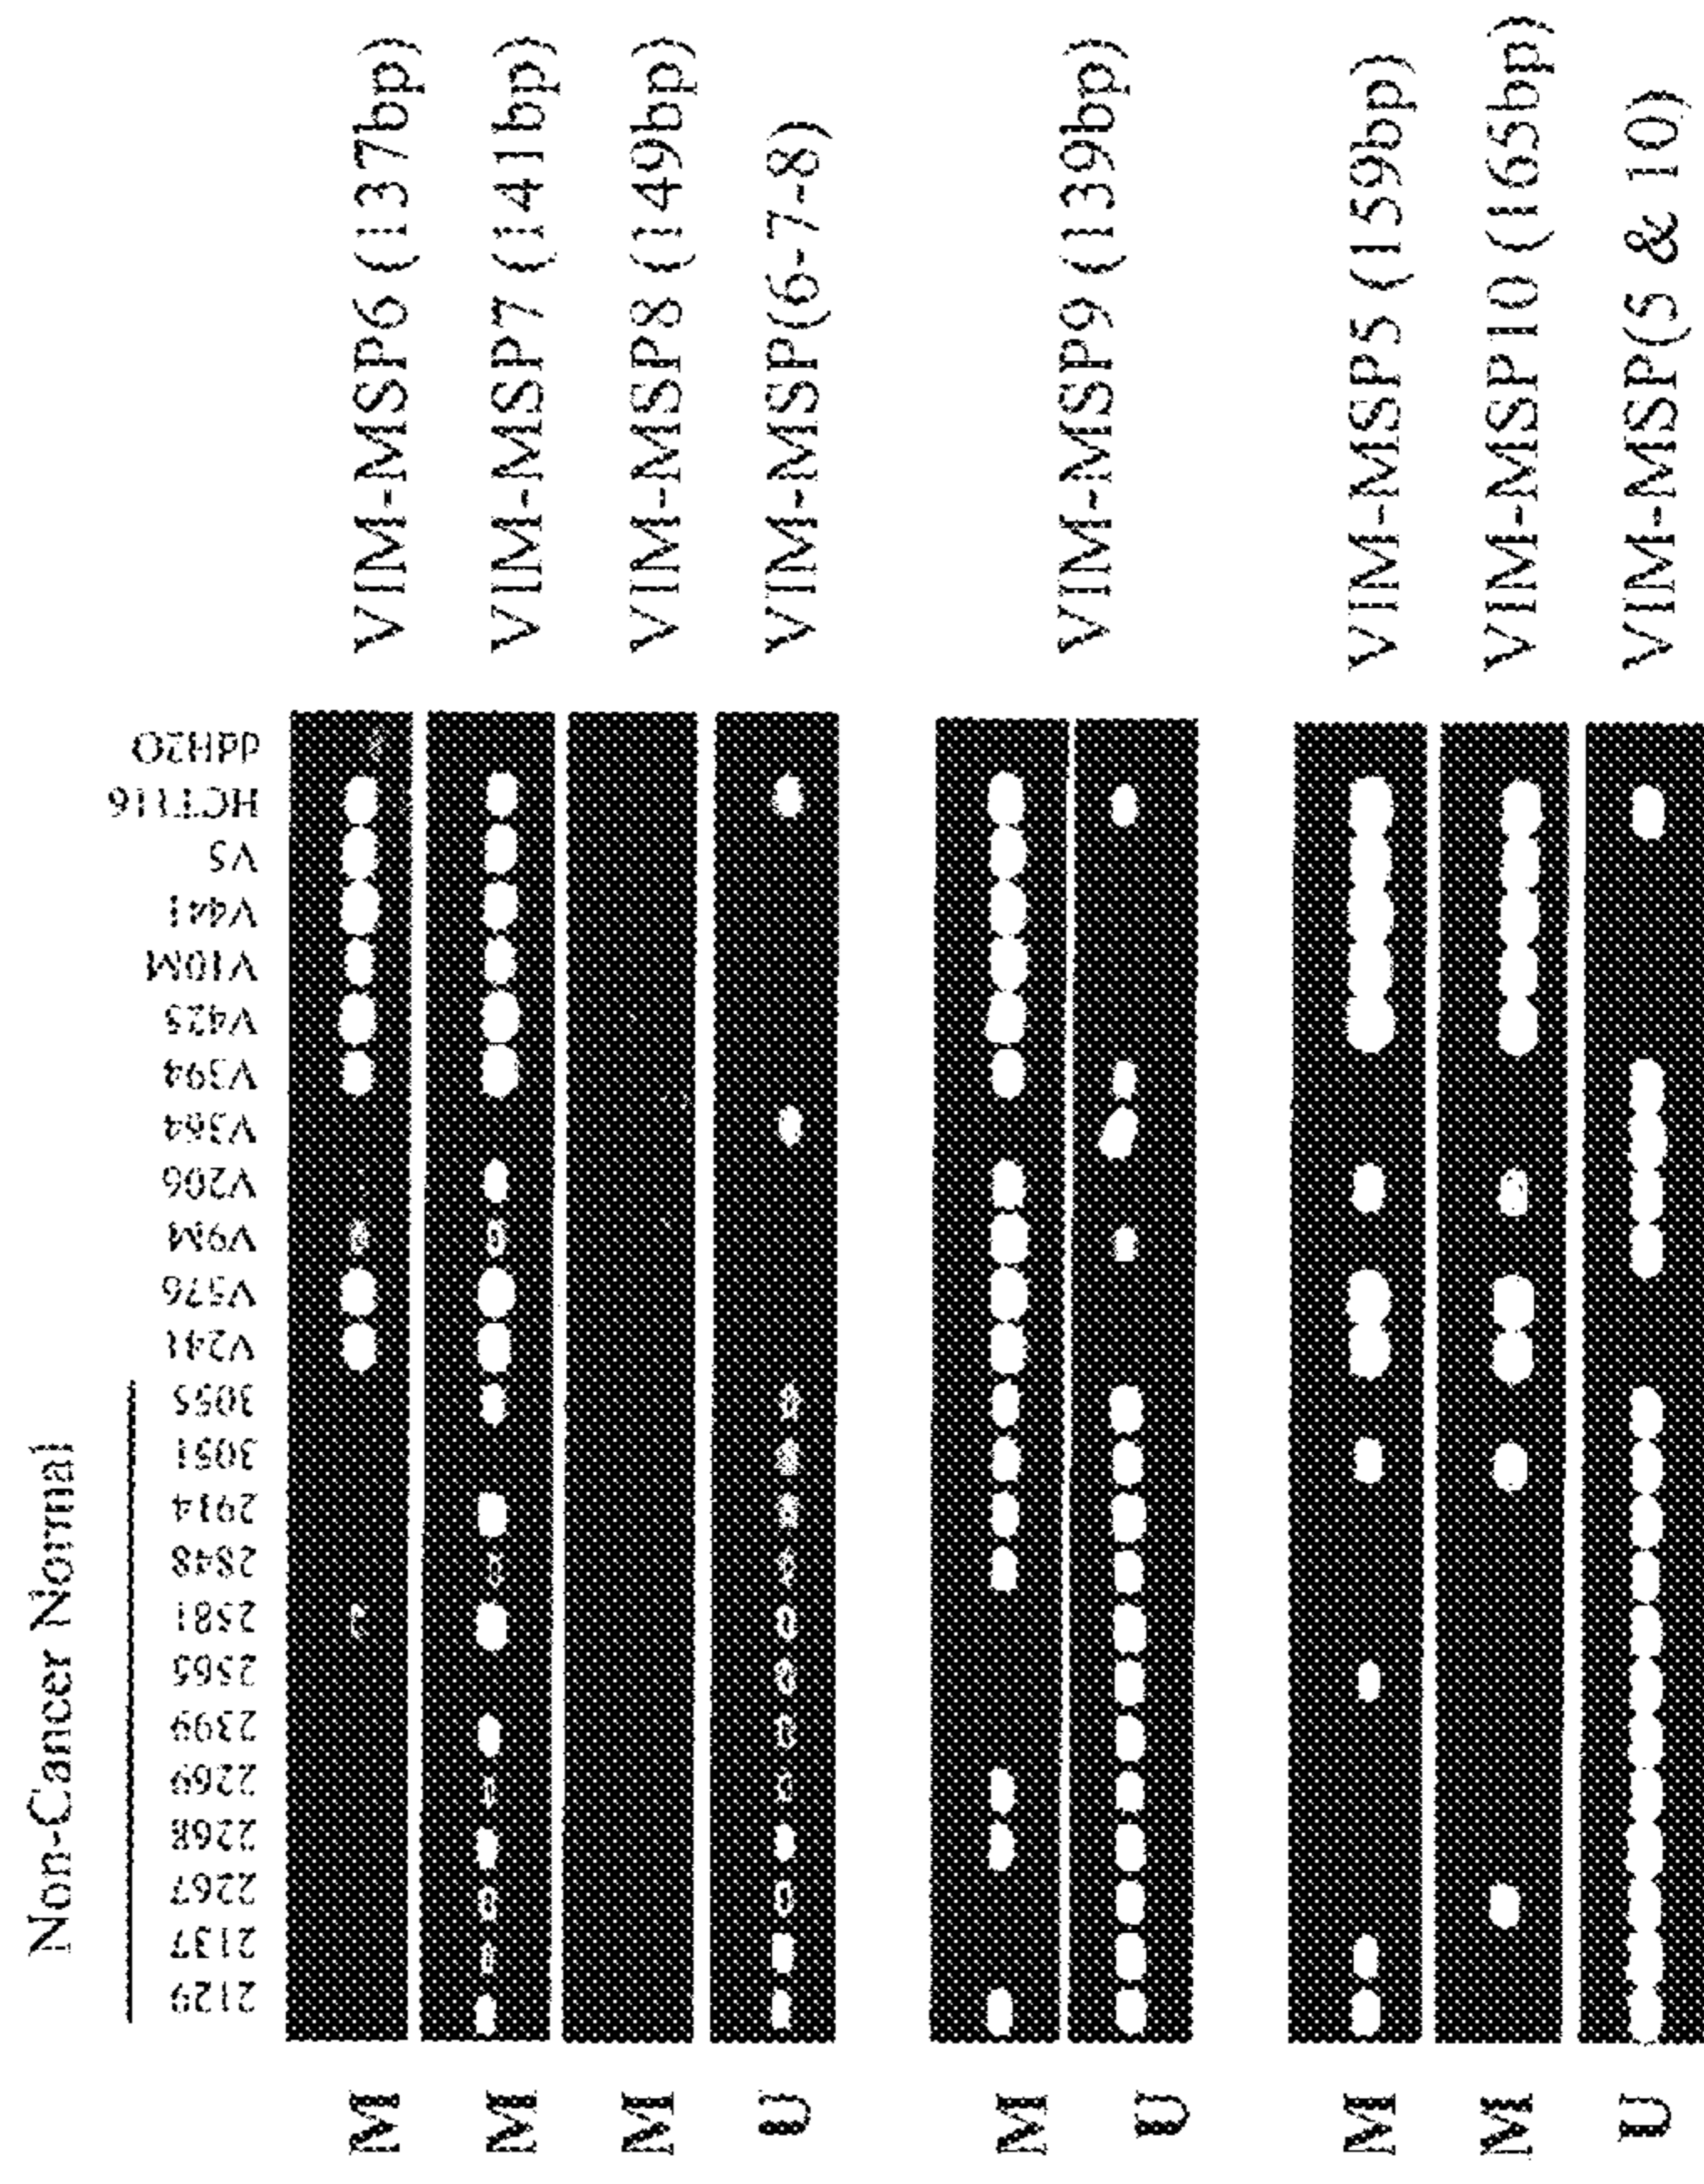 Non-Cancer Normal
2129
2137
2267
2268
2269
2399
2565
2581
2848
2914
3051
3055
V241
V576
V9M
V206
V364
V394
V425
V10M
V441
V5
HCT116
ddH2O
M VIM-MSP6 (137bp)
M VIM-MSP7 (141bp)
M VIM-MSP8 (149bp)
U VIM-MSP(6-7-8)
M VIM-MSP9 (139bp)
U
M VIM-MSP5 (159bp)
M VIM-MSP10 (165bp)
U VIM-MSP(5 & 10)